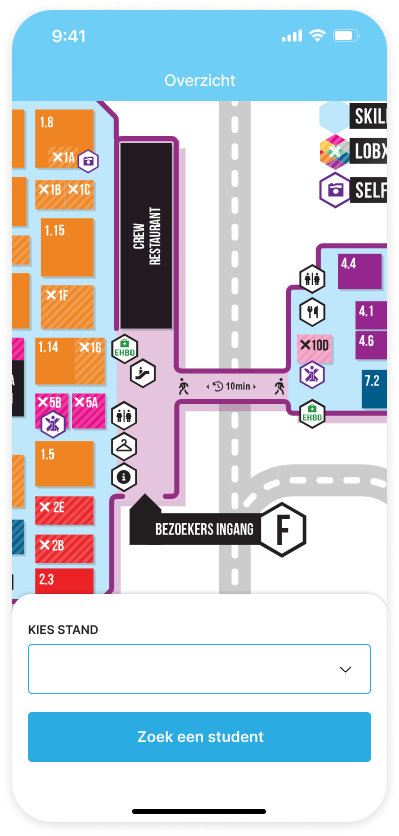 9:41
Overzicht
1.8
1A
1B
1C
1.15
1F
1.14
1G
5B
5A
1.5
2E
2B
2.3
CREW
RESTAURANT
EHBO
10min
BEZOEKERS INGANG
F
LOBX
SELF
4.4
4.1
4.6
10D
7.2
EHBO
KIES STAND
Zoek een student